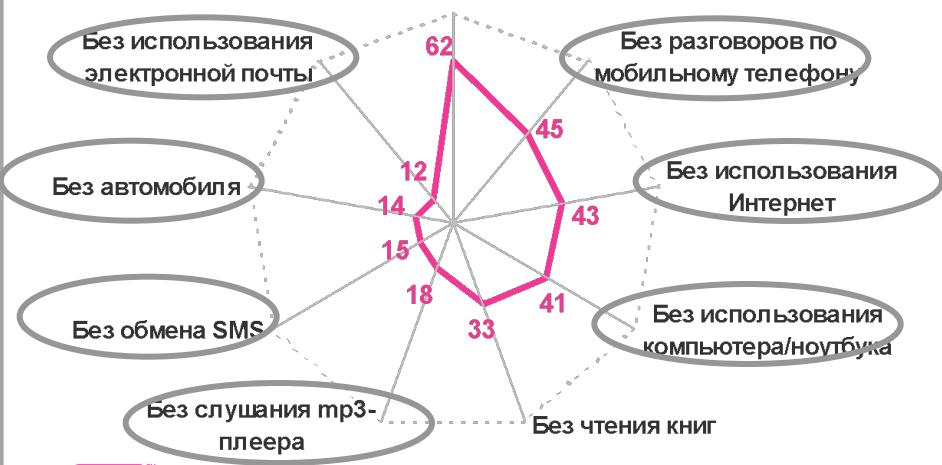 62
Без разговоров по
мобильному телефону
45
Без использования
Интернет
43
Без использования
компьютера/ноутбука
41
Без чтения книг
33
Без слушания mp3-
плеера
18
Без обмена SMS
15
Без автомобиля
14
Без использования
электронной почты
12